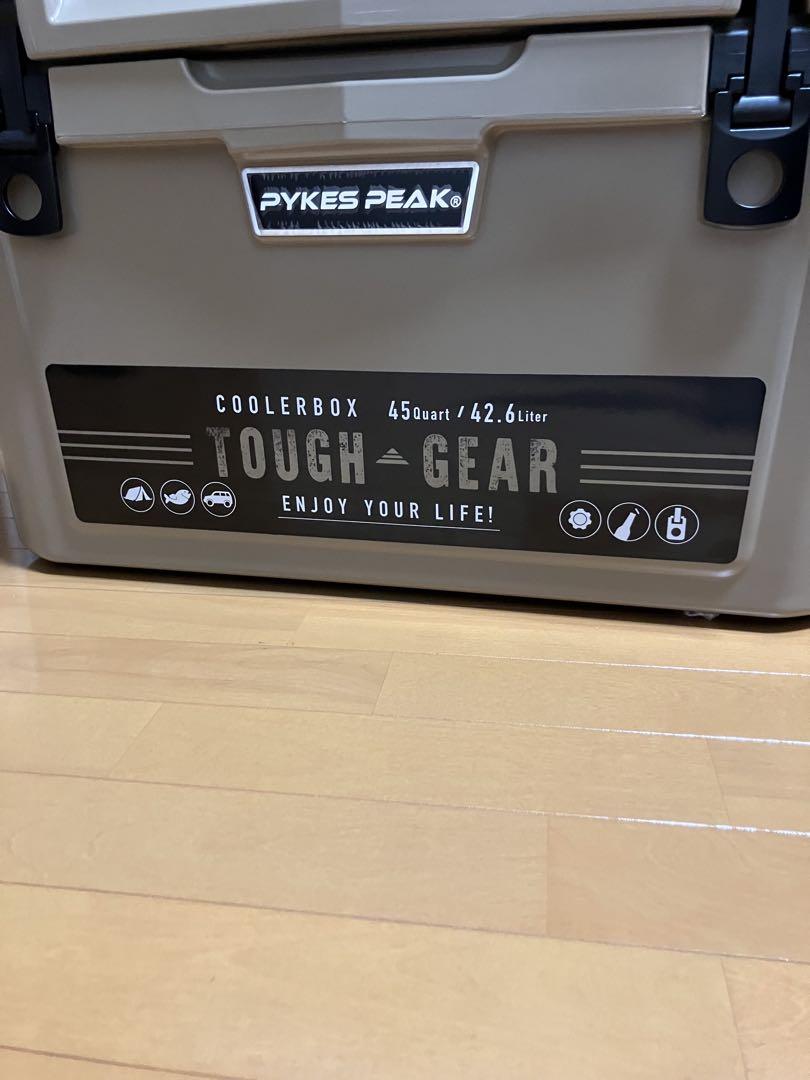 PYKES PEAK®
COOLERBOX 45Quart / 42.6Liter
TOUGH GEAR
ENJOY YOUR LIFE!